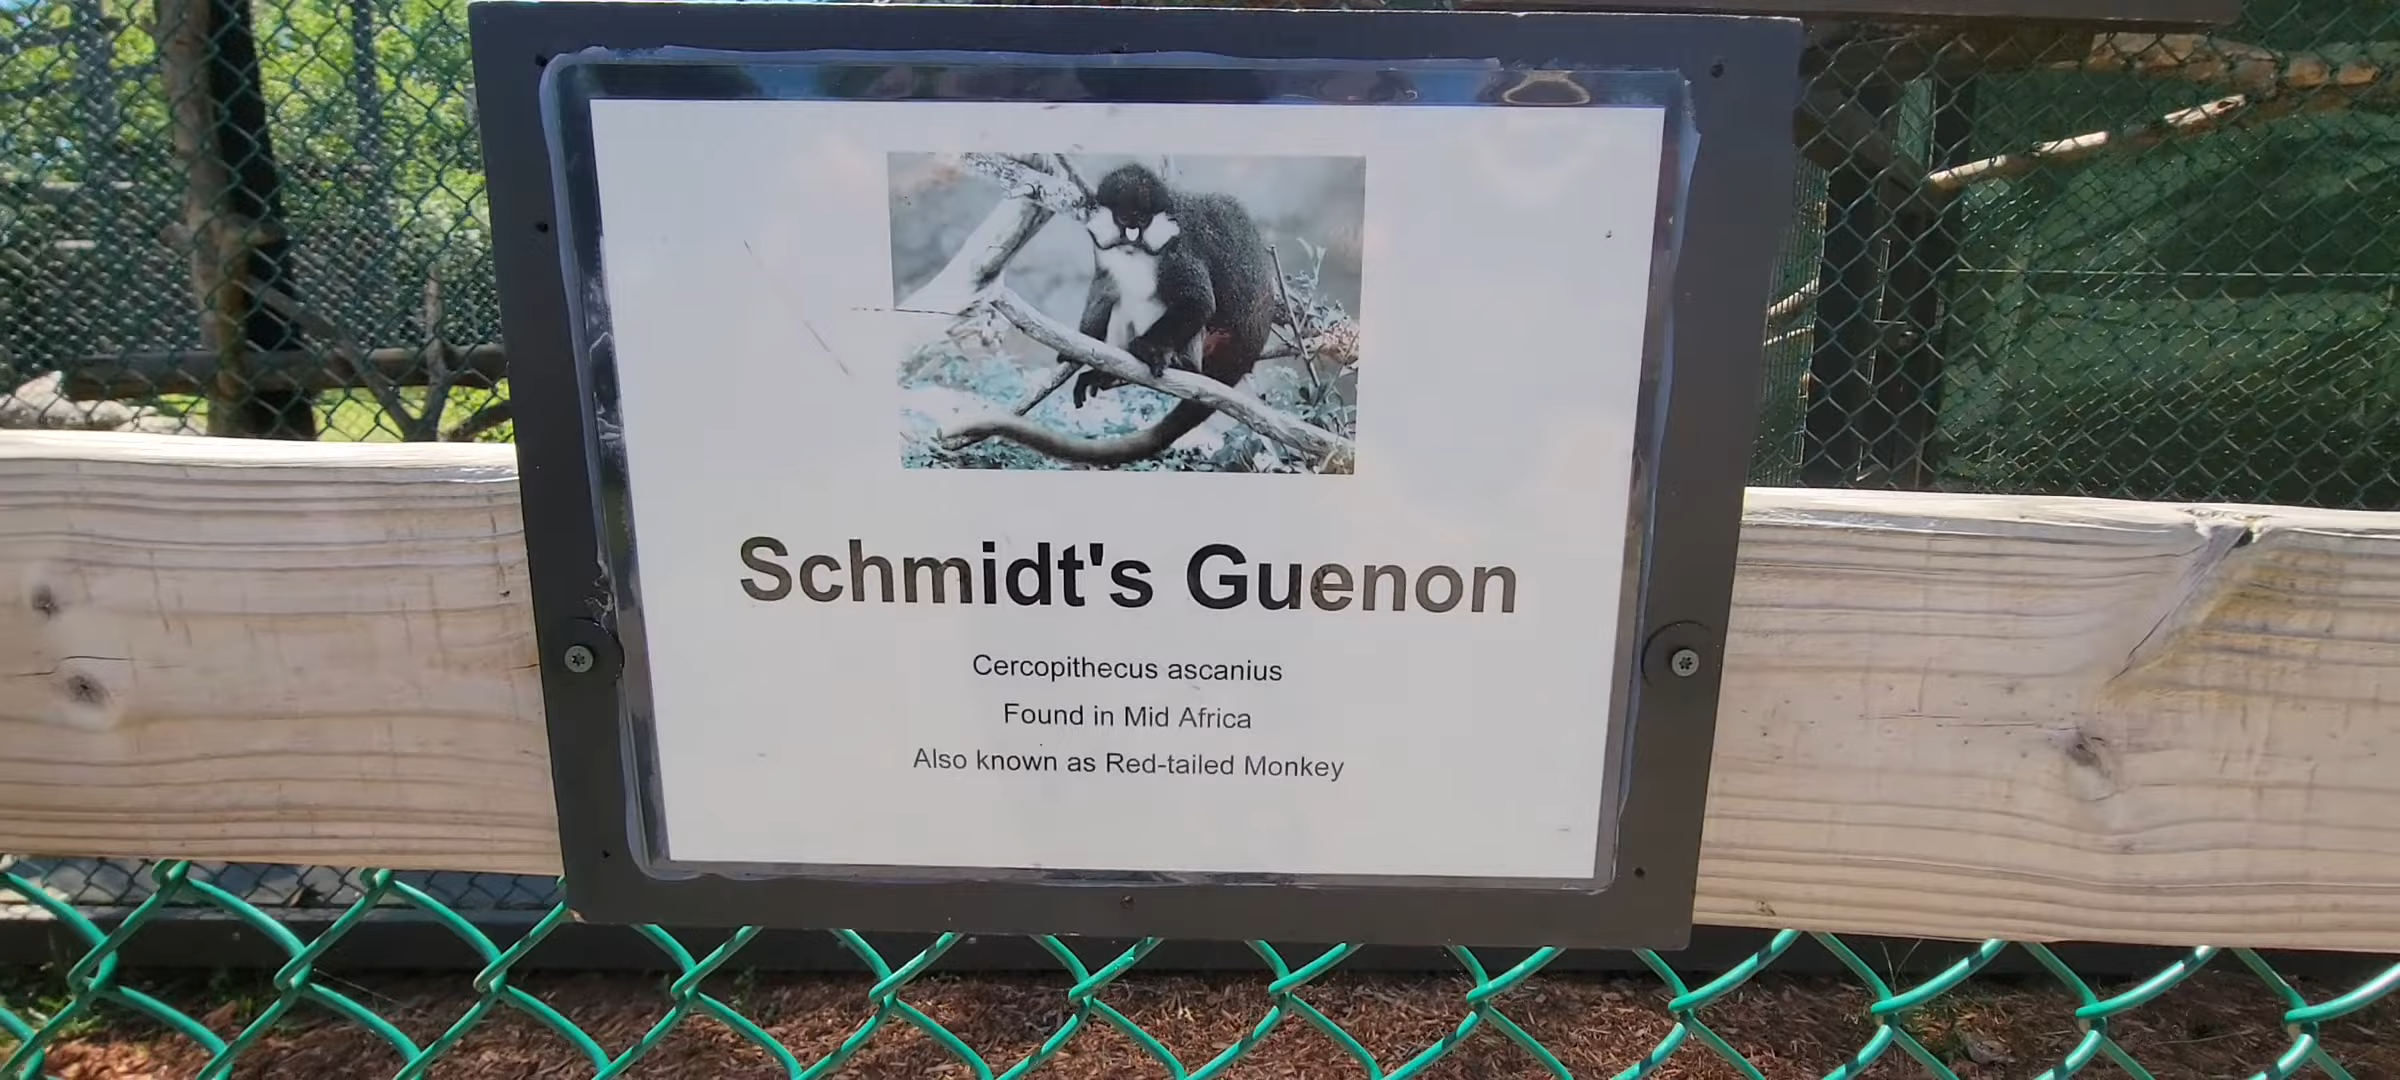 Schmidt's Guenon
Cercopithecus ascanius
Found in Mid Africa
Also known as Red-tailed Monkey